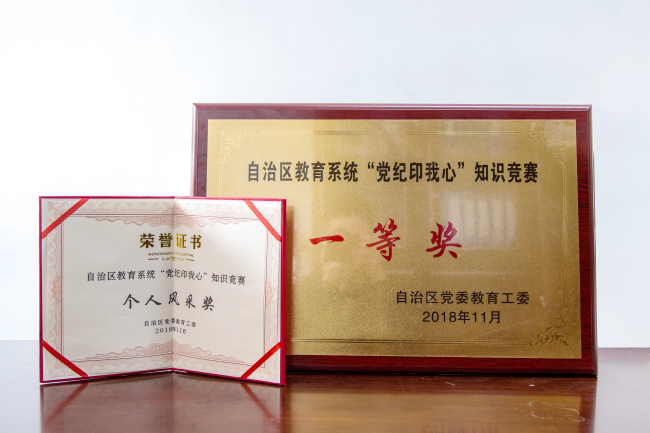 自治区教育系统“党纪印我心”知识竞赛
一等奖
自治区党委教育工委
2018年11月
荣誉证书
自治区教育系统“党纪印我心”知识竞赛
个人风采奖
自治区党委教育工委
2018年11月